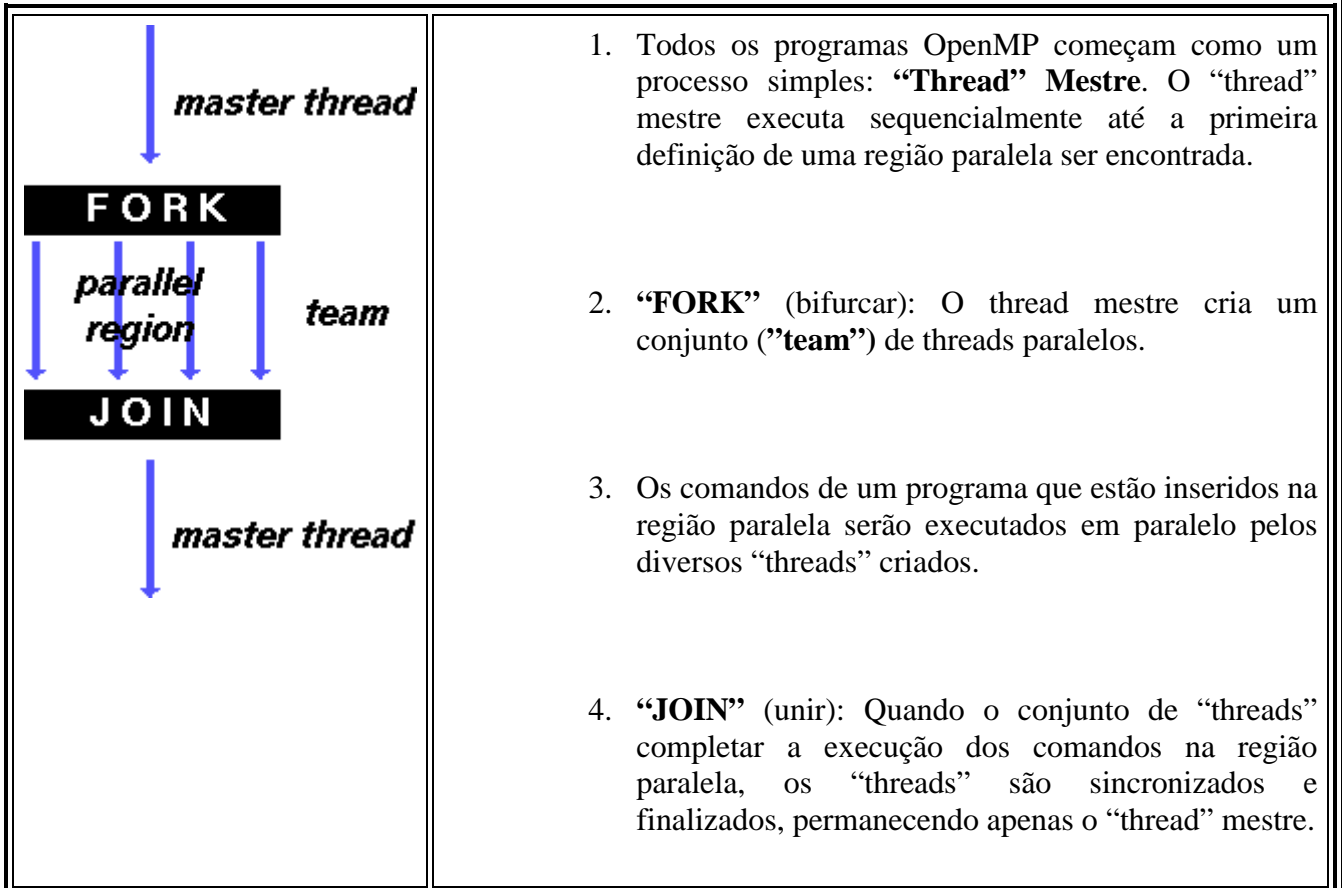 master thread
F O R K
parallel
region
team
J O I N
master thread
1. Todos os programas OpenMP começam como um
processo simples: “Thread” Mestre. O “thread”
mestre executa sequencialmente até a primeira
definição de uma região paralela ser encontrada.
2. “FORK” (bifurcar): O thread mestre cria um
conjunto (”team”) de threads paralelos.
3. Os comandos de um programa que estão inseridos na
região paralela serão executados em paralelo pelos
diversos “threads” criados.
4. “JOIN” (unir): Quando o conjunto de “threads”
completar a execução dos comandos na região
paralela, os “threads” são sincronizados e
finalizados, permanecendo apenas o “thread” mestre.